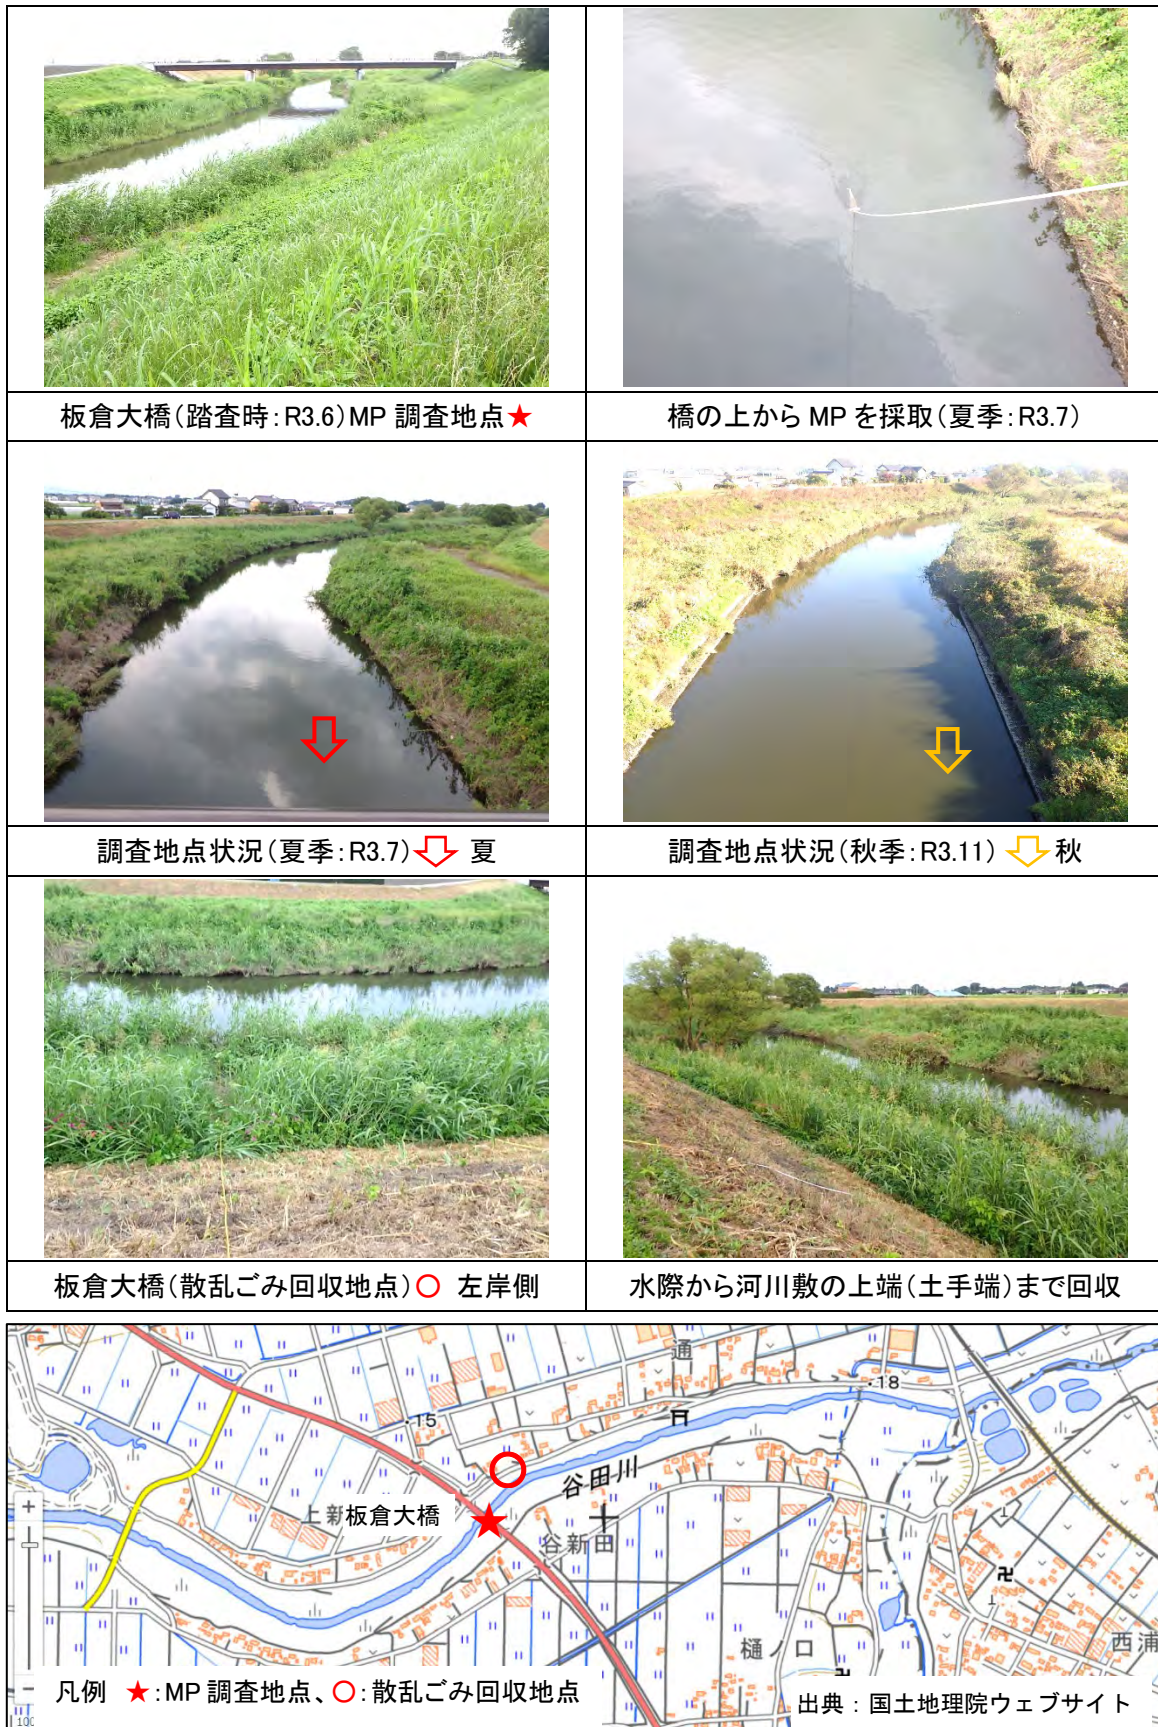 板倉大橋(踏査時:R3.6)MP 調査地点★
橋の上から MP を採取(夏季:R3.7)
調査地点状況(夏季:R3.7) 夏
調査地点状況(秋季:R3.11) 秋
板倉大橋(散乱ごみ回収地点)○ 左岸側
水際から河川敷の上端(土手端)まで回収
通
・18
・15
谷田川
上新
板倉大橋
谷新田
樋ノ口
西浦
凡例 ★:MP 調査地点、○:散乱ごみ回収地点
出典:国土地理院ウェブサイト
100